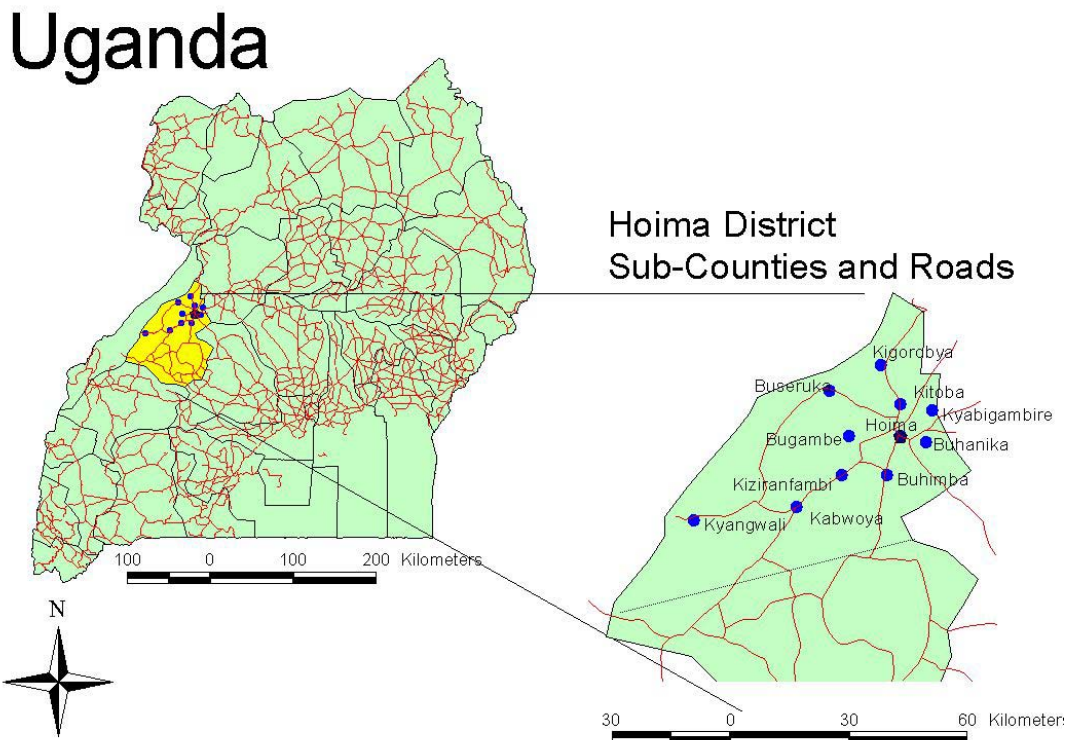 Uganda
Hoima District
Sub-Counties and Roads
Kigorobya
Buseruka
Kitoba
Kyabigambire
Hoima
Bugambe
Buhanika
Kiziranfambi
Buhimba
Kyangwali
Kabwoya
100 0 100 200 Kilometers
N
30 0 30 60 Kilometers